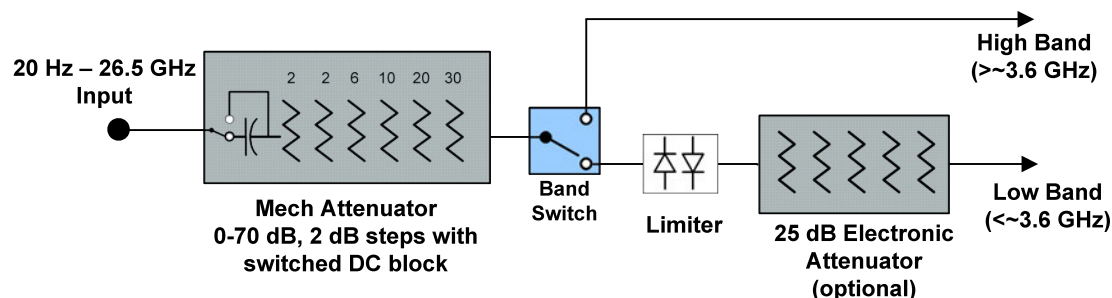 20 Hz – 26.5 GHz
Input
2 2 6 10 20 30
Mech Attenuator
0-70 dB, 2 dB steps with
switched DC block
Band
Switch
Limiter
25 dB Electronic
Attenuator
(optional)
High Band
(>~3.6 GHz)
Low Band
(<~3.6 GHz)